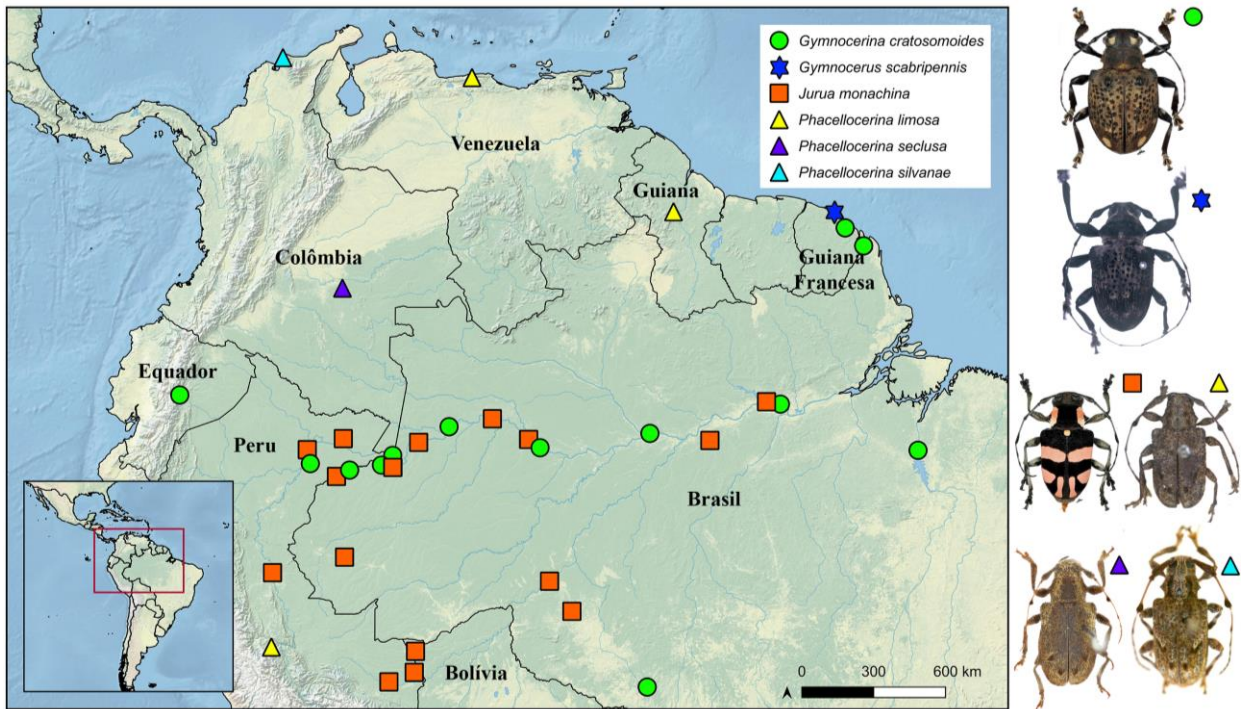 Gymnocerina cratosomoides
Gymnocerus scabripennis
Jurua monachina
Phacellocerina limosa
Phacellocerina seclusa
Phacellocerina silvanae
Venezuela
Guiana
Colômbia
Guiana
Francesa
Equador
Peru
Brasil
Bolívia
0 300 600 km